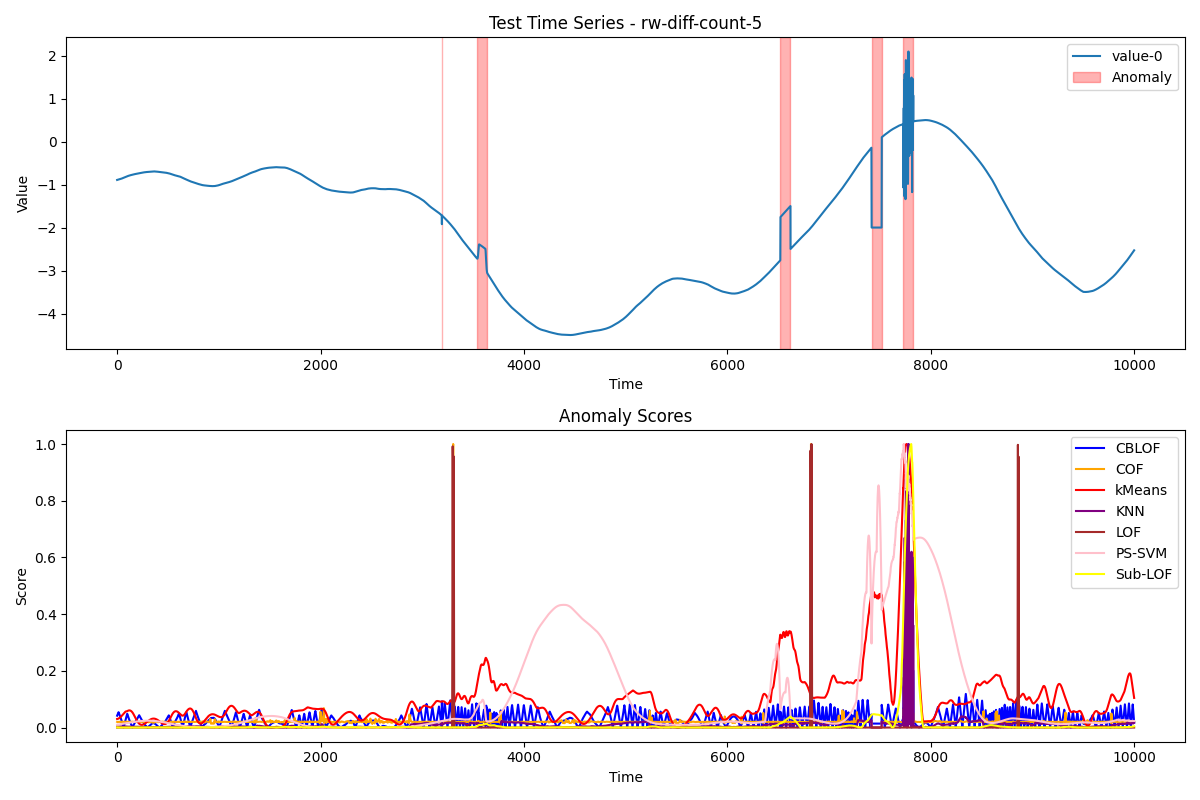 Test Time Series - rw-diff-count-5
2
1
0
−1
−2
−3
−4
Value
value-0
Anomaly
0
2000
4000
6000
8000
10000
Time
Anomaly Scores
1.0
0.8
0.6
0.4
0.2
0.0
Score
CBLOF
COF
kMeans
KNN
LOF
PS-SVM
Sub-LOF
0
2000
4000
6000
8000
10000
Time